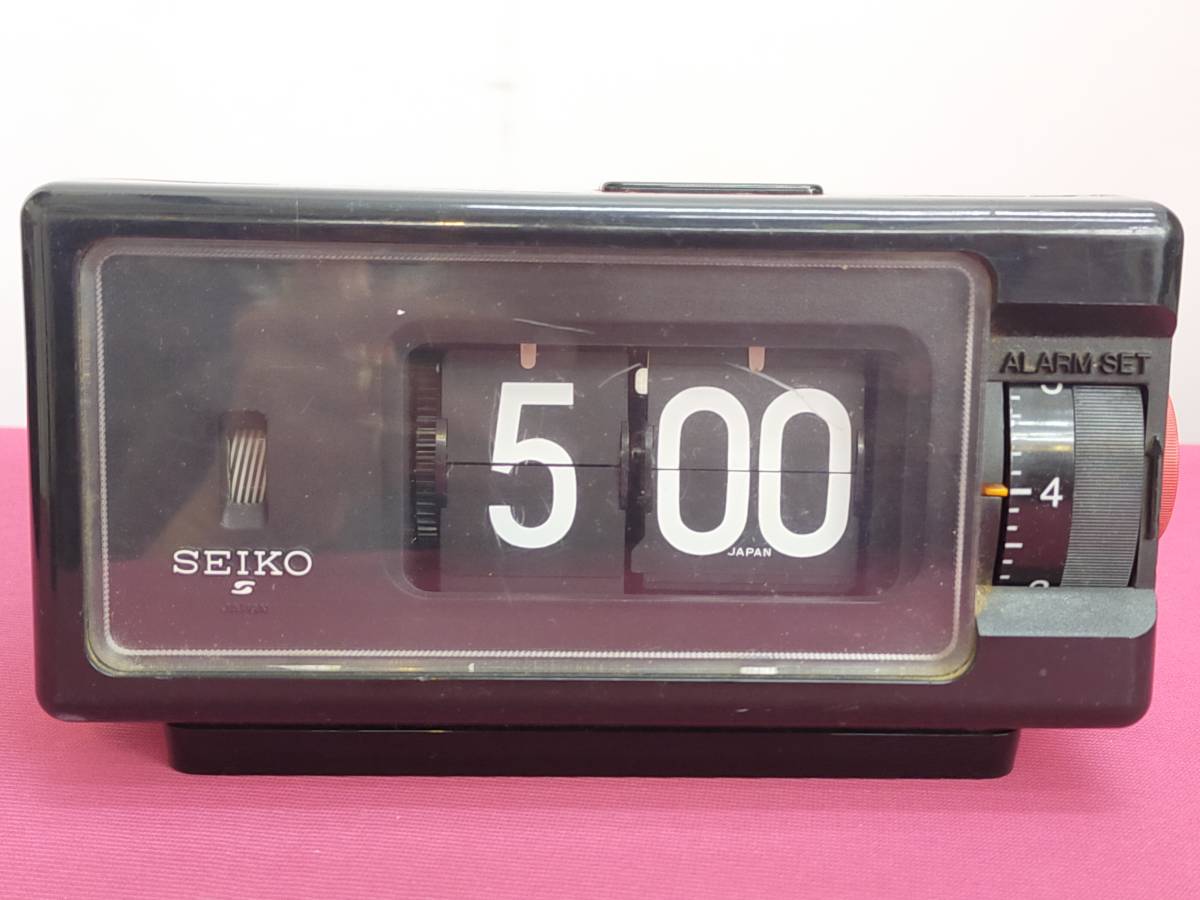 SEIKO
5 00
JAPAN
ALARM SET
4